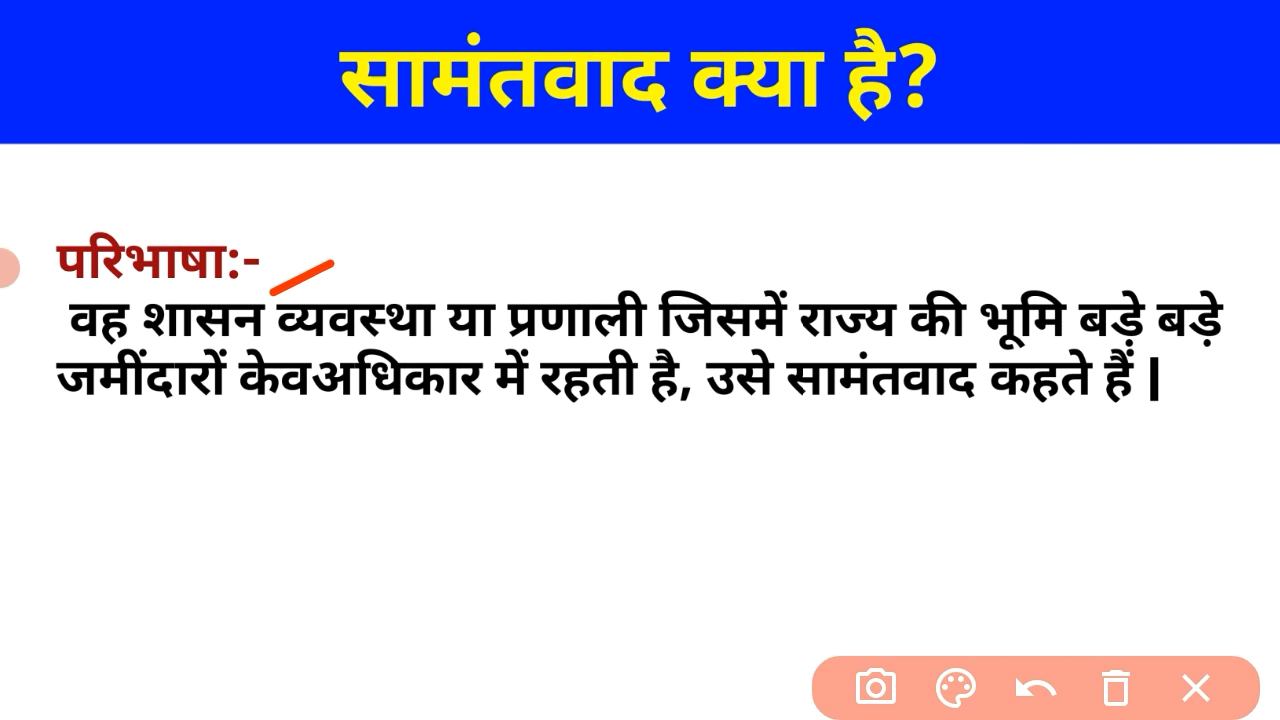 सामंतवाद क्या है?
परिभाषा:-
वह शासन व्यवस्था या प्रणाली जिसमें राज्य की भूमि बड़े बड़े
जमींदारों केवअधिकार में रहती है, उसे सामंतवाद कहते हैं |